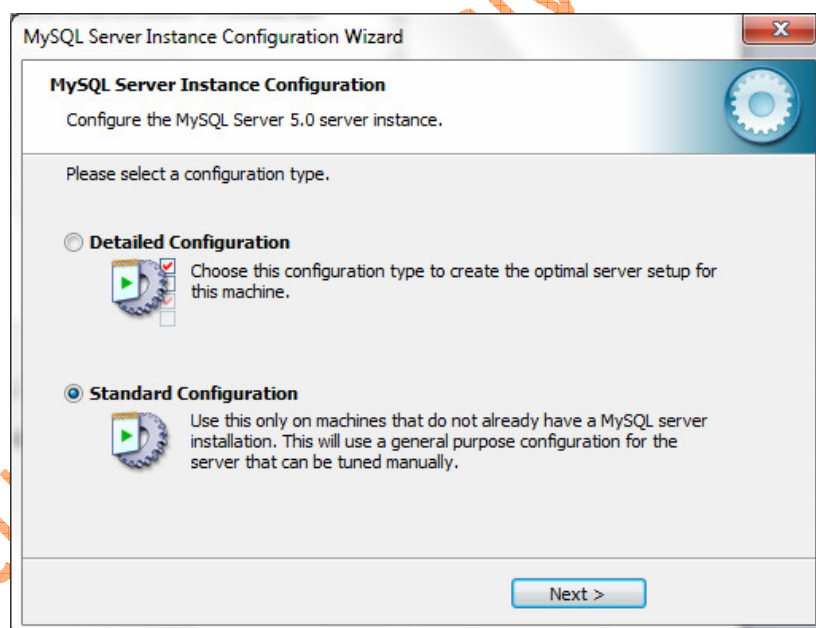 MySQL Server Instance Configuration Wizard
MySQL Server Instance Configuration
Configure the MySQL Server 5.0 server instance.
Please select a configuration type.
Detailed Configuration
Choose this configuration type to create the optimal server setup for
this machine.
Standard Configuration
Use this only on machines that do not already have a MySQL server
installation. This will use a general purpose configuration for the
server that can be tuned manually.
Next >